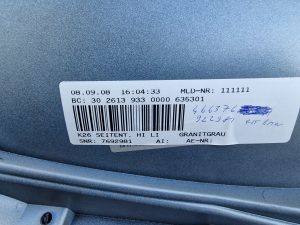 08.09.08 16:04:33 MLD-NR: 111111
BC: 30 2613 933 0000 635301
K26 SEITENT. HI LI GRANITGRAU
SNR: 7692981 AI: AE-NR: